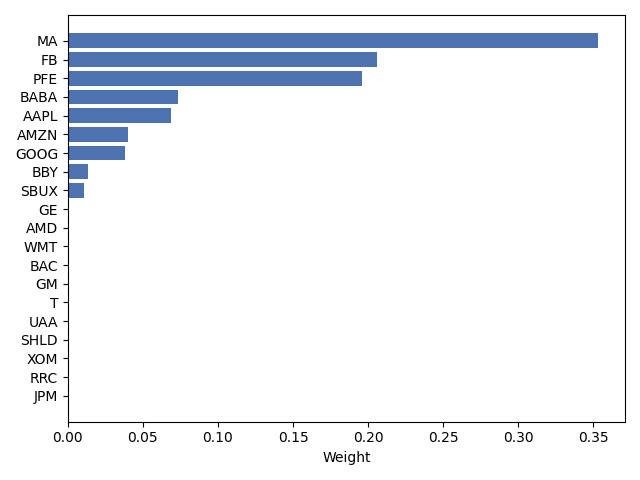 MA
FB
PFE
BABA
AAPL
AMZN
GOOG
BBY
SBUX
GE
AMD
WMT
BAC
GM
T
UAA
SHLD
XOM
RRC
JPM
0.00 0.05 0.10 0.15 0.20 0.25 0.30 0.35
Weight